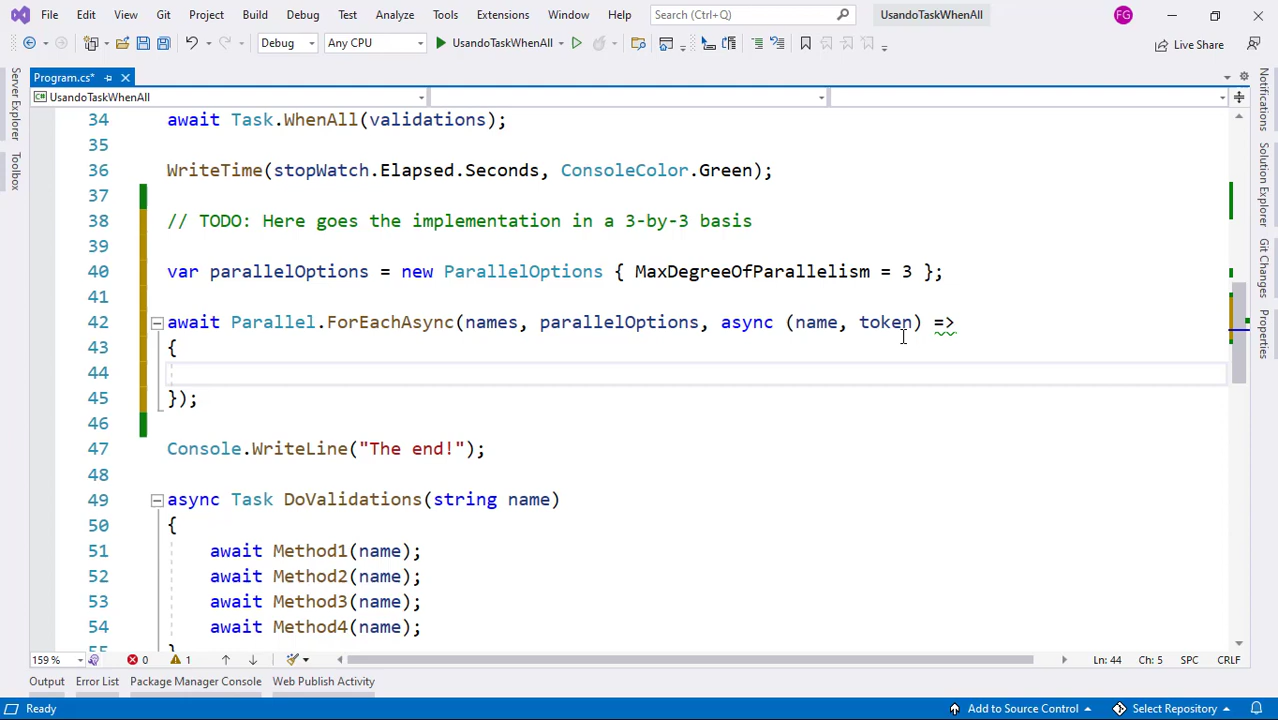 File Edit View Git Project Build Debug Test Analyze Tools Extensions Window Help Search (Ctrl+Q) UsandoTaskWhenAll FG
Debug Any CPU UsandoTaskWhenAll Live Share
Program.cs*
UsandoTaskWhenAll
34 await Task.WhenAll(validations);
35
36 WriteTime(stopWatch.Elapsed.Seconds, ConsoleColor.Green);
37
38 // TODO: Here goes the implementation in a 3-by-3 basis
39
40 var parallelOptions = new ParallelOptions { MaxDegreeOfParallelism = 3 };
41
42 await Parallel.ForEachAsync(names, parallelOptions, async (name, token) =>
43 {
44
45 });
46
47 Console.WriteLine("The end!");
48
49 async Task DoValidations(string name)
50 {
51 await Method1(name);
52 await Method2(name);
53 await Method3(name);
54 await Method4(name);
55 }
Server Explorer
Toolbox
Notifications
Solution Explorer
Git Changes
Properties
159 % 0 1 Ln: 44 Ch: 5 SPC CRLF
Output Error List Package Manager Console Web Publish Activity
Ready Add to Source Control Select Repository